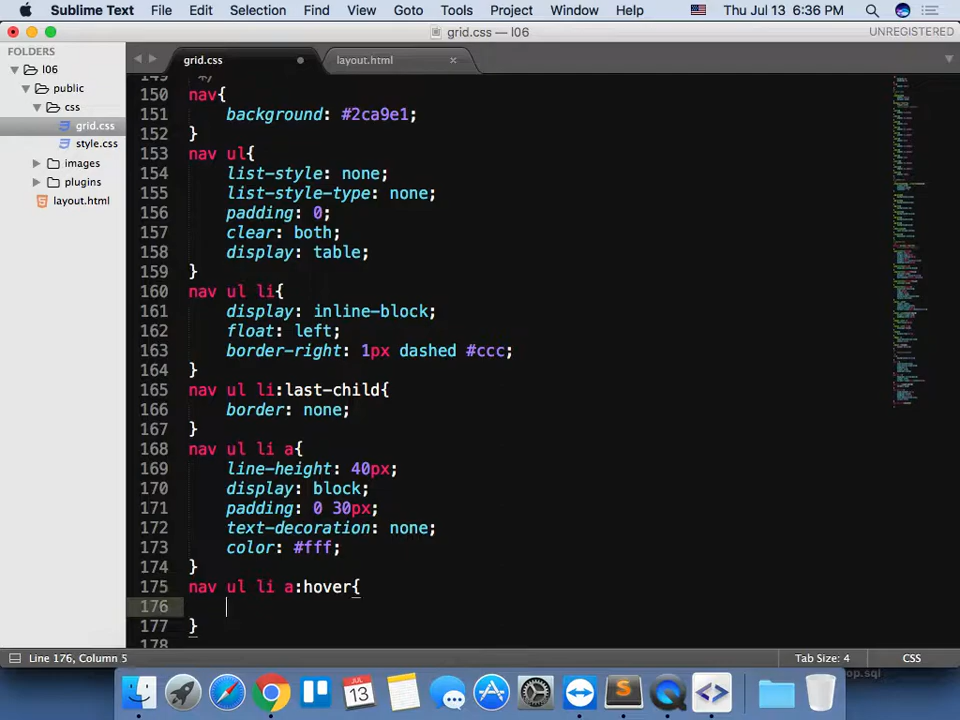 Sublime Text File Edit Selection Find View Goto Tools Project Window Help Thu Jul 13 6:36 PM
grid.css — l06 UNREGISTERED
FOLDERS
l06
public
css
grid.css
style.css
images
plugins
layout.html
grid.css layout.html
149 */
150 nav{
151 background: #2ca9e1;
152 }
153 nav ul{
154 list-style: none;
155 list-style-type: none;
156 padding: 0;
157 clear: both;
158 display: table;
159 }
160 nav ul li{
161 display: inline-block;
162 float: left;
163 border-right: 1px dashed #ccc;
164 }
165 nav ul li:last-child{
166 border: none;
167 }
168 nav ul li a{
169 line-height: 40px;
170 display: block;
171 padding: 0 30px;
172 text-decoration: none;
173 color: #fff;
174 }
175 nav ul li a:hover{
176
177 }
178
Line 176, Column 5 Tab Size: 4 CSS
op.sql
JUL
13